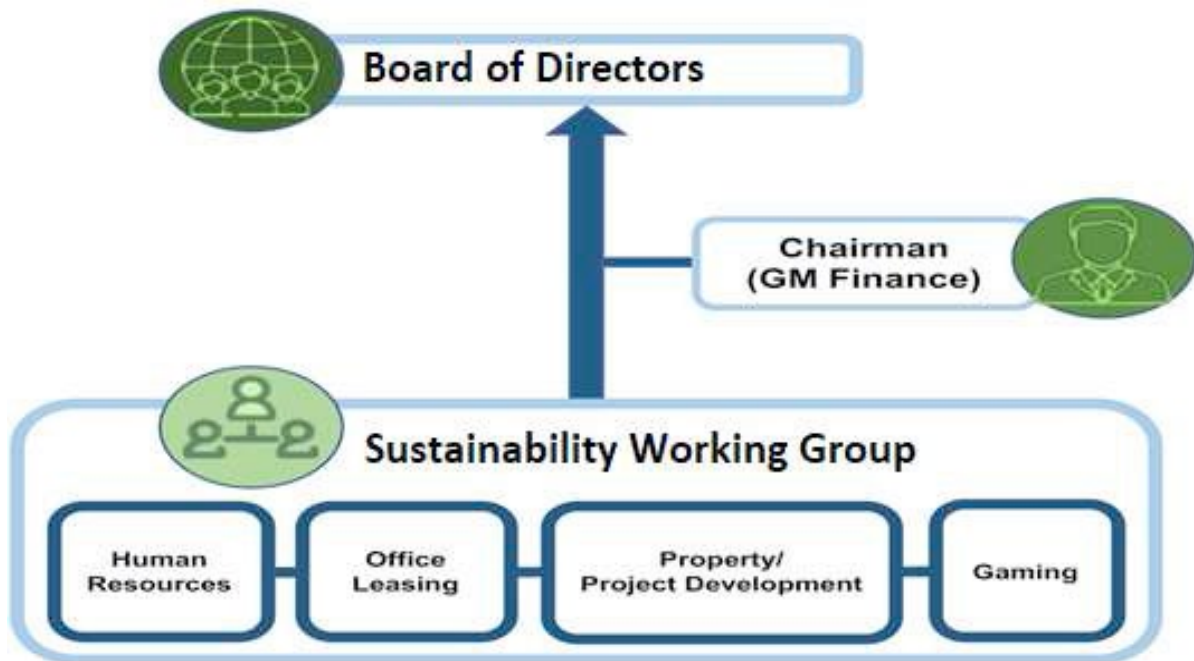 Board of Directors
Chairman
(GM Finance)
Sustainability Working Group
Human
Resources
Office
Leasing
Property/
Project Development
Gaming